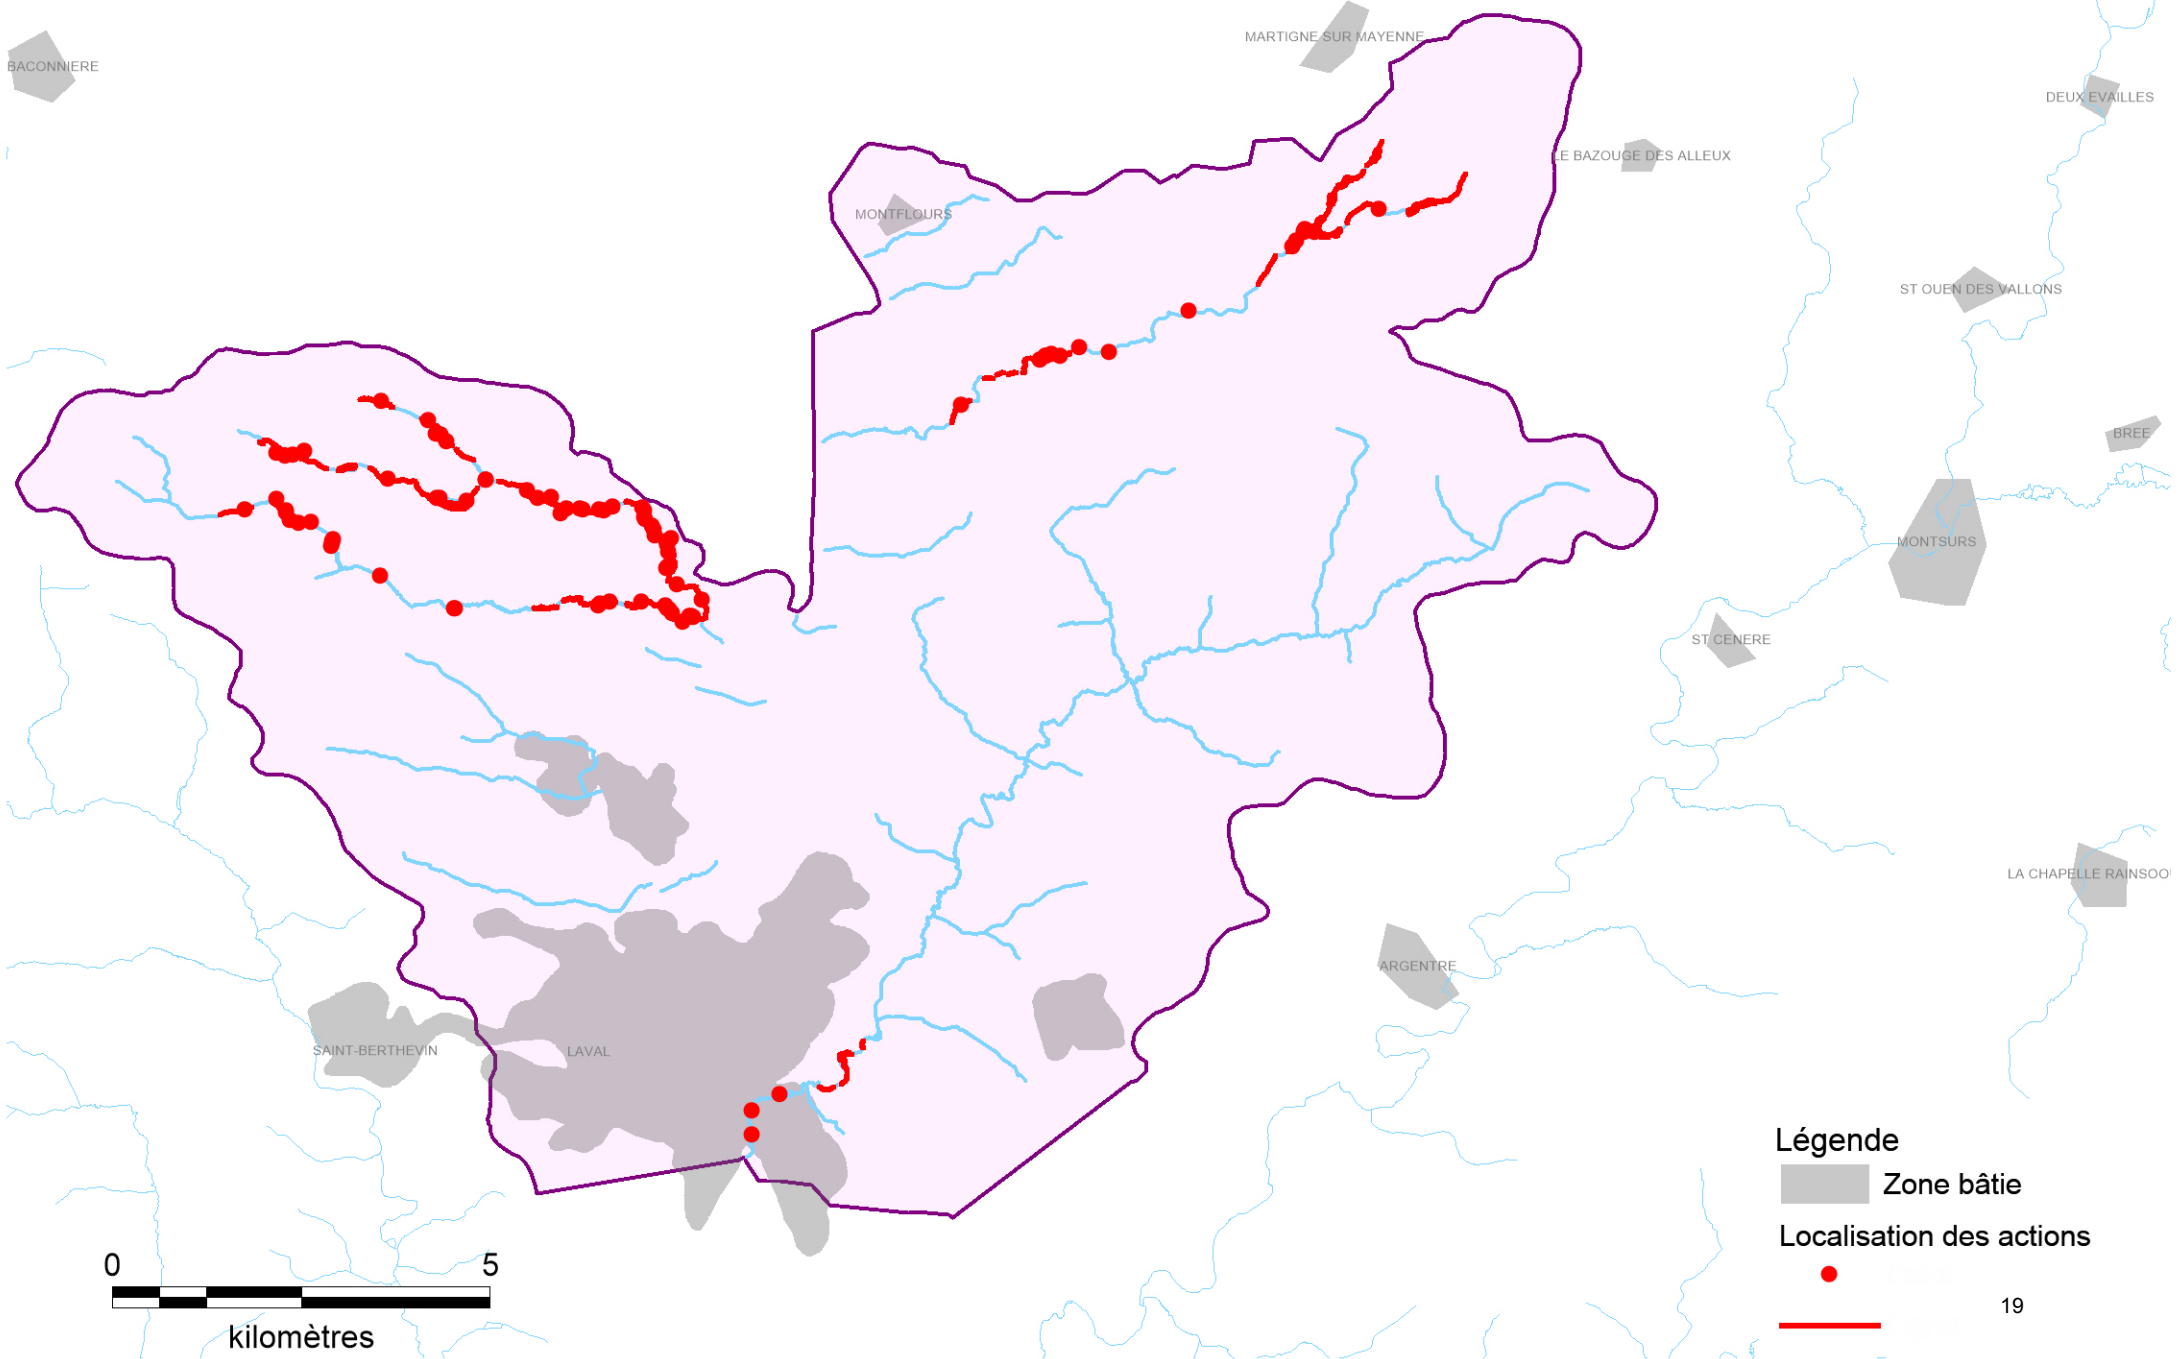 MARTIGNE SUR MAYENNE
BACONNIERE
DEUX EVAILLES
LE BAZOUGE DES ALLEUX
MONTFLOURS
ST OUEN DES VALLONS
BREE
MONTSURS
ST CENERE
LA CHAPELLE RAINSOO
ARGENTRE
SAINT-BERTHEVIN
LAVAL
Légende
Zone bâtie
Localisation des actions
0 5
kilomètres
19